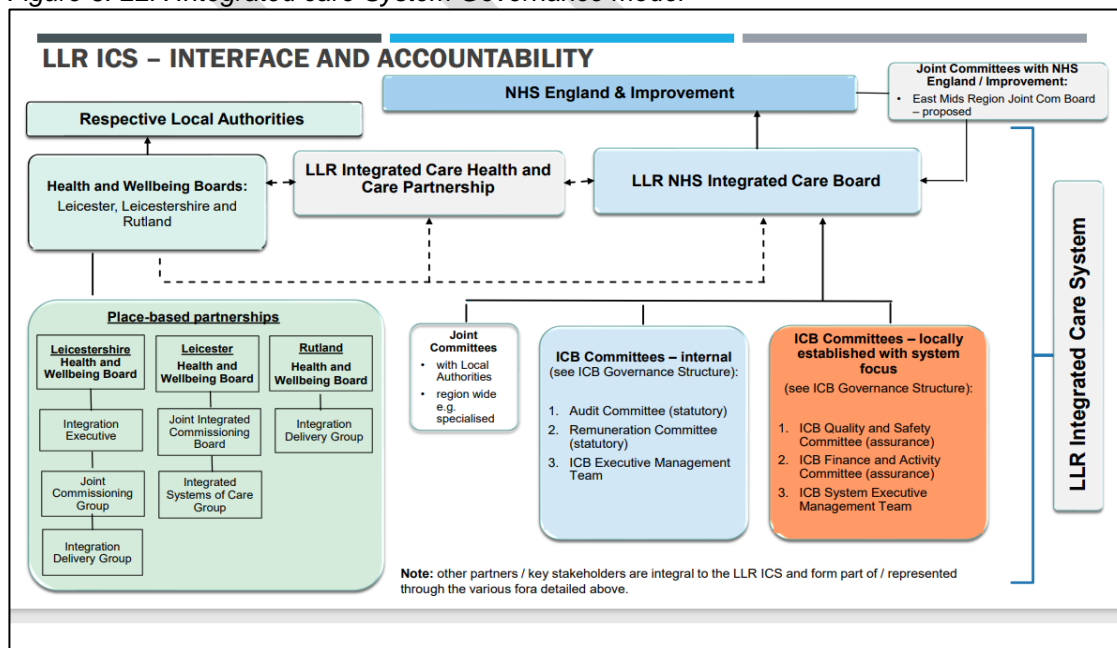 Figure 3: LLR Integrated care System Governance model
LLR ICS – INTERFACE AND ACCOUNTABILITY
Joint Committees with NHS
England / Improvement:
• East Mids Region Joint Com Board
– proposed
NHS England & Improvement
Respective Local Authorities
Health and Wellbeing Boards:
Leicester, Leicestershire and
Rutland
LLR Integrated Care Health and
Care Partnership
LLR NHS Integrated Care Board
LLR Integrated Care System
Place-based partnerships
Leicestershire
Health and
Wellbeing Board
Integration
Executive
Joint
Commissioning
Group
Integration
Delivery Group
Leicester
Health and
Wellbeing Board
Joint Integrated
Commissioning
Board
Integrated
Systems of Care
Group
Rutland
Health and
Wellbeing Board
Integration
Delivery Group
Joint
Committees
• with Local
Authorities
• region wide
e.g.
specialised
ICB Committees – internal
(see ICB Governance Structure):
1. Audit Committee (statutory)
2. Remuneration Committee
(statutory)
3. ICB Executive Management
Team
ICB Committees – locally
established with system
focus
(see ICB Governance Structure):
1. ICB Quality and Safety
Committee (assurance)
2. ICB Finance and Activity
Committee (assurance)
3. ICB System Executive
Management Team
Note: other partners / key stakeholders are integral to the LLR ICS and form part of / represented
through the various fora detailed above.